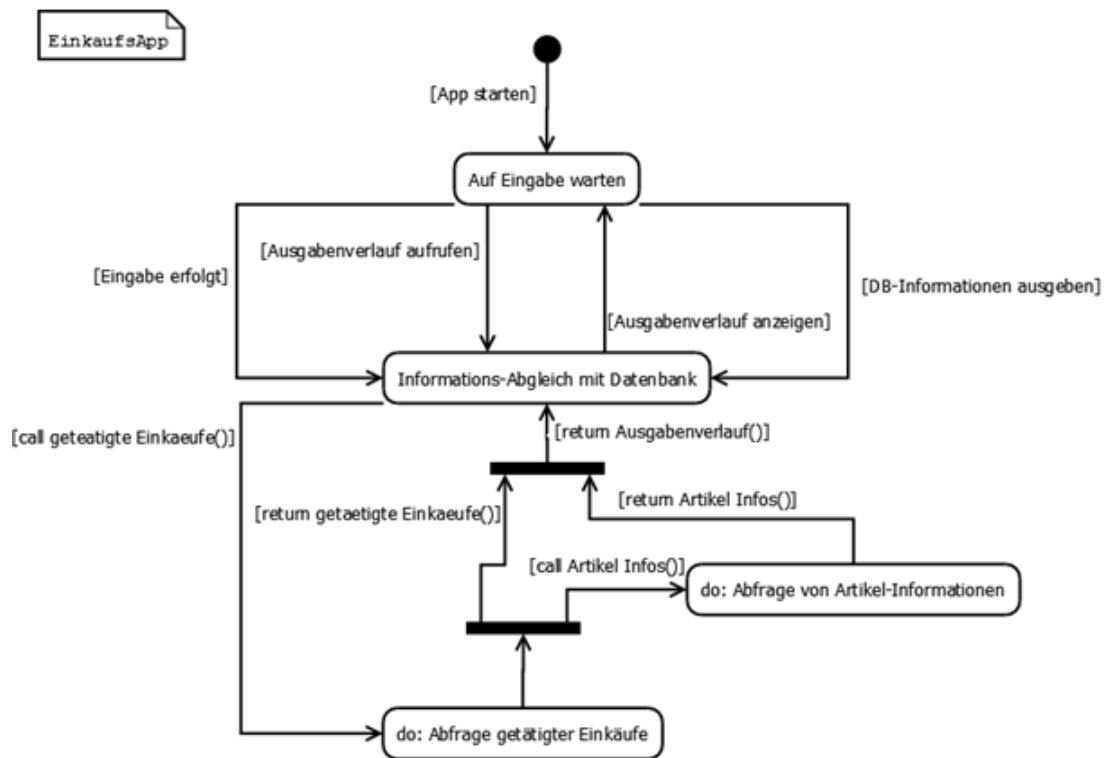 EinkaufsApp
[App starten]
Auf Eingabe warten
[Ausgabenverlauf aufrufen]
[Eingabe erfolgt]
[DB-Informationen ausgeben]
[Ausgabenverlauf anzeigen]
Informations-Abgleich mit Datenbank
[call geteatigte Einkaeufe()]
[return Ausgabenverlauf()]
[return Artikel Infos()]
[return getaetigte Einkaeufe()]
[call Artikel Infos()]
do: Abfrage von Artikel-Informationen
do: Abfrage getätigter Einkäufe